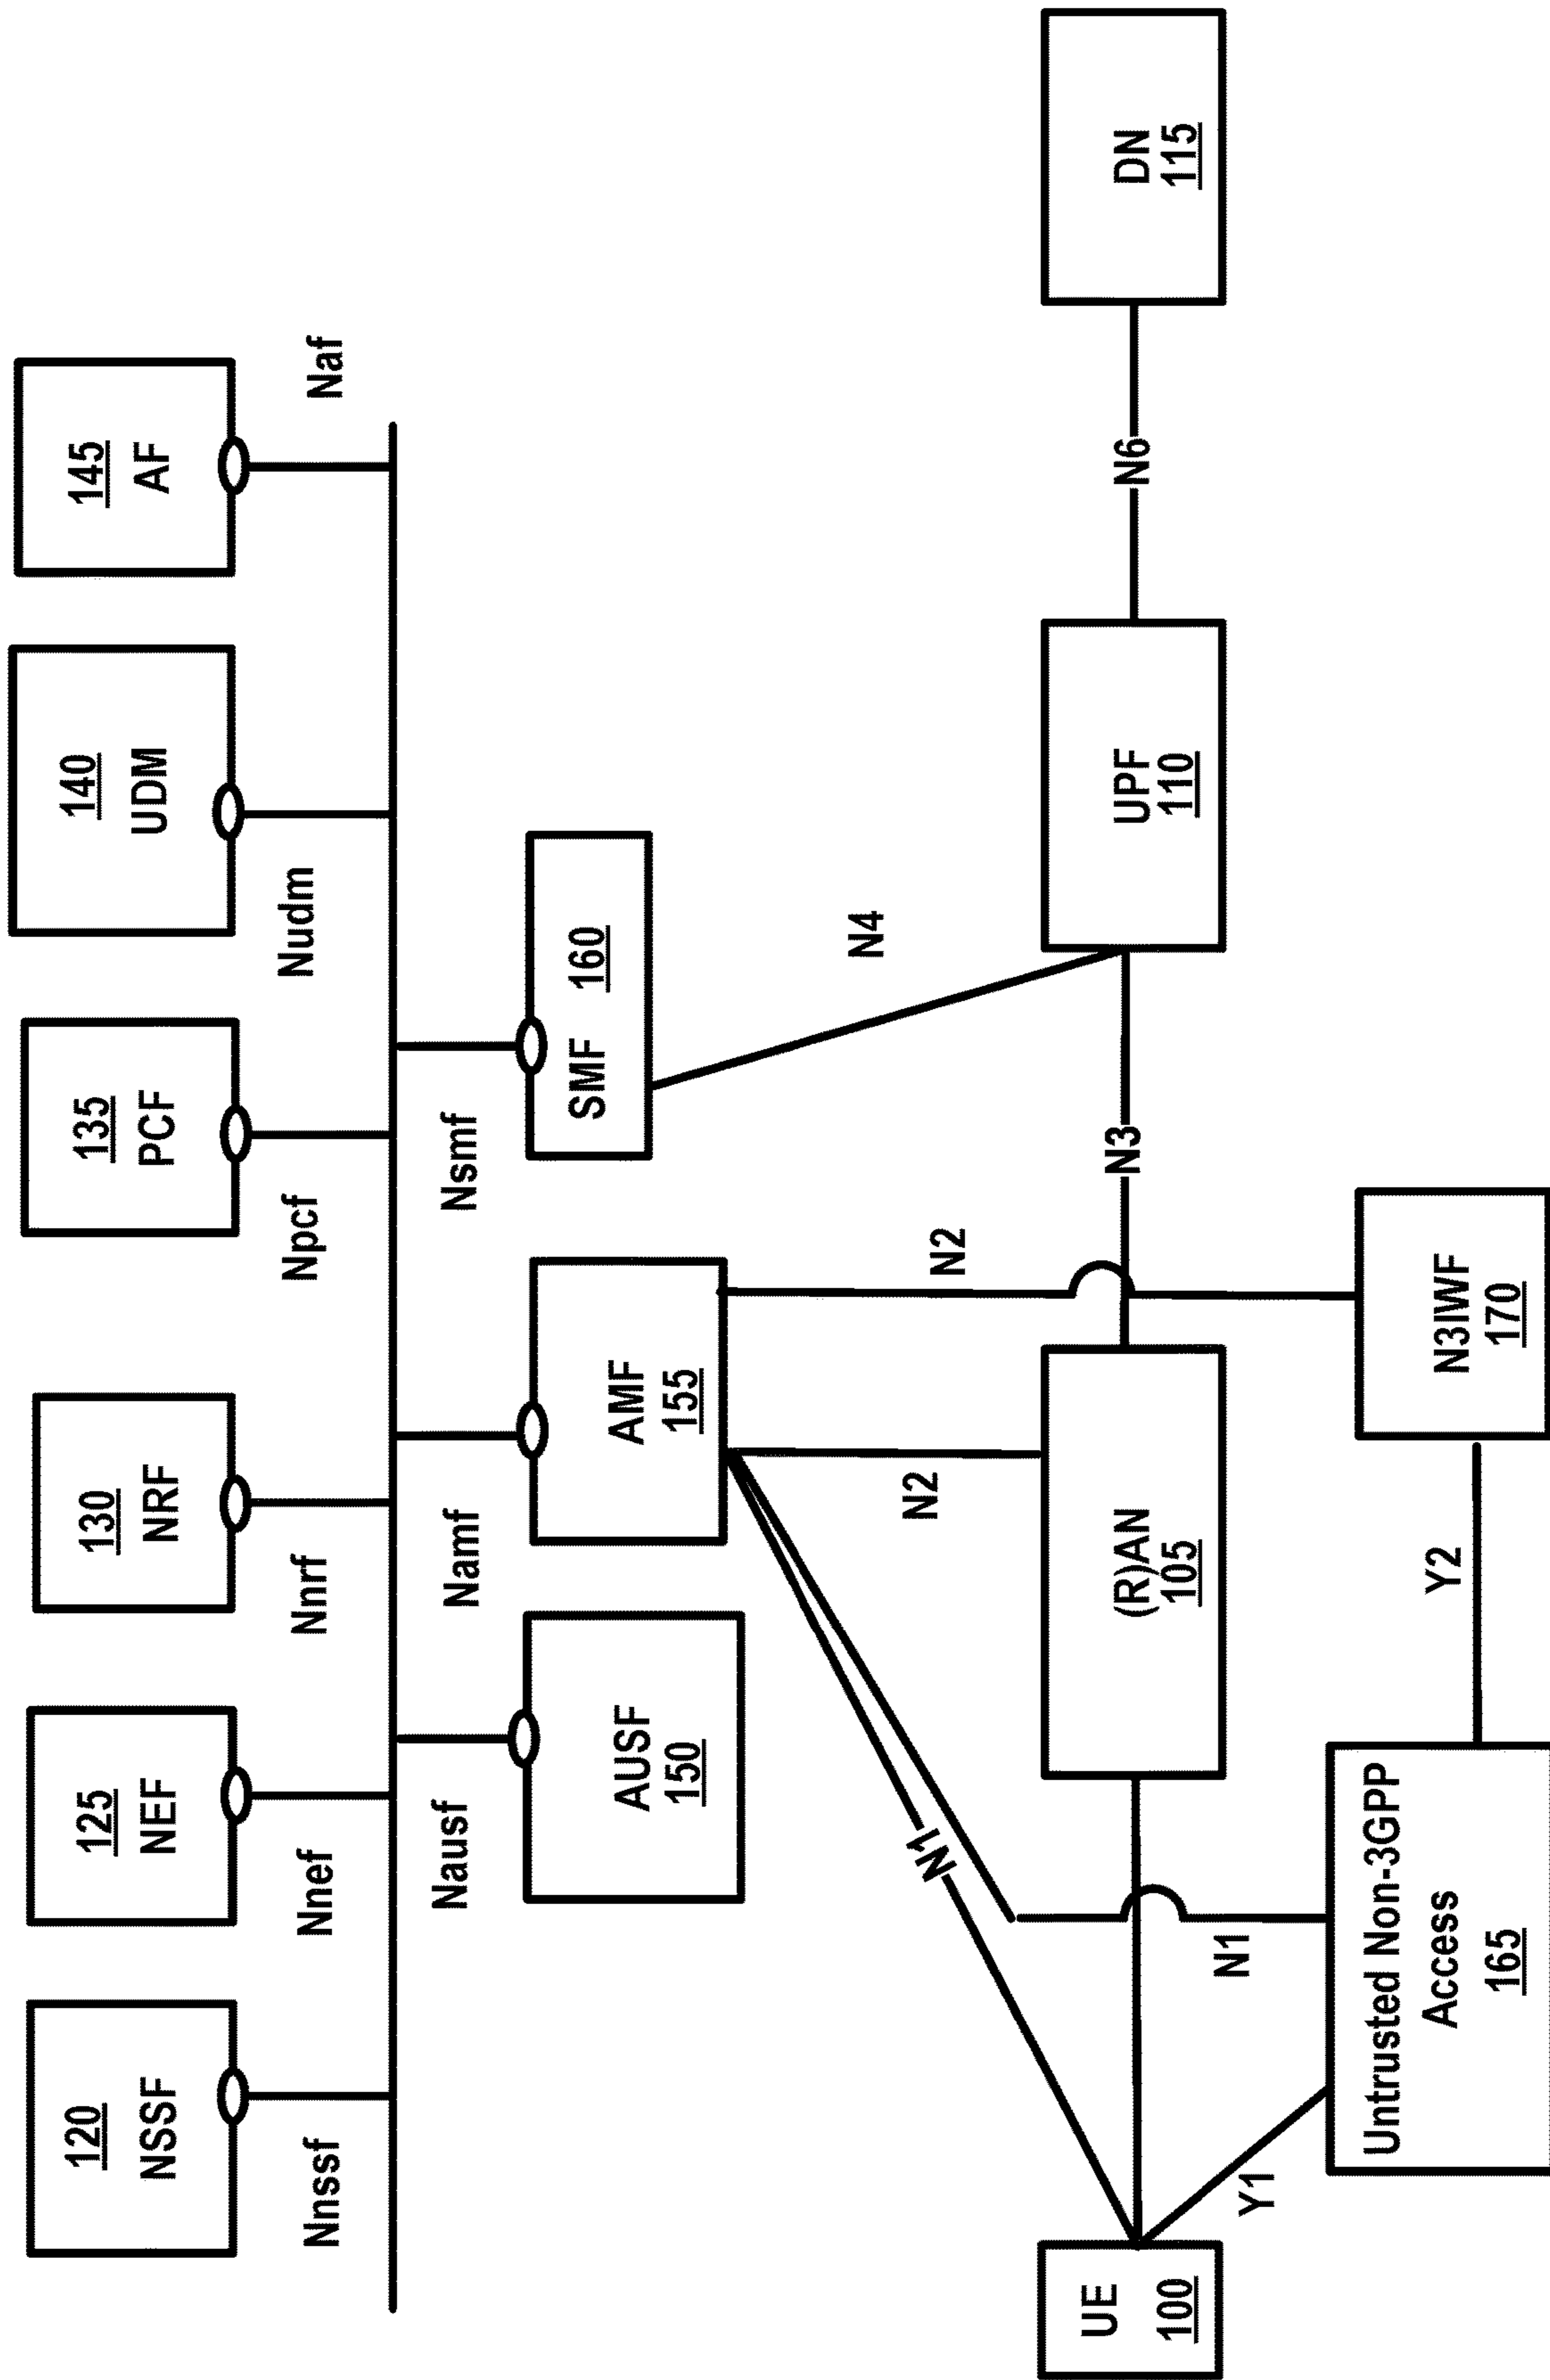 120
NSSF
125
NEF
130
NRF
135
PCF
140
UDM
145
AF
Nnssf
Nnef
Nnrf
Npcf
Nudm
Naf
Nausf
Namf
Nsmf
AUSF
150
AMF
155
SMF 160
N1
N2
N2
N4
UE
100
(R)AN
105
N3
UPF
110
N6
DN
115
Y1
N1
Untrusted Non-3GPP
Access
165
Y2
N3IWF
170